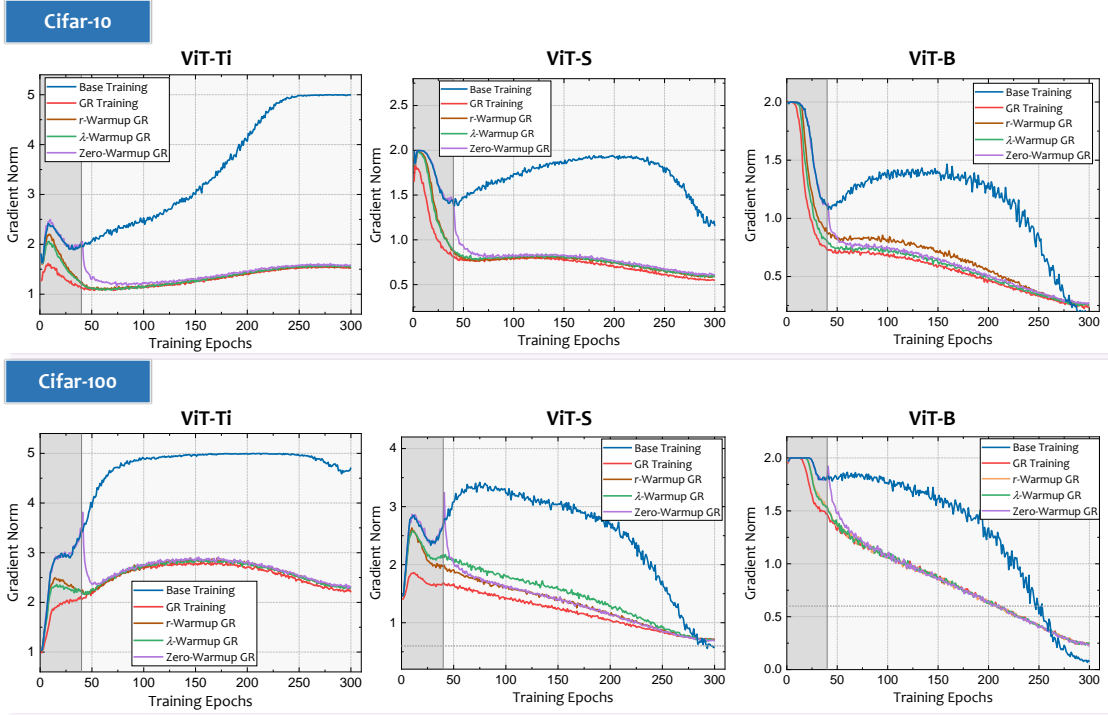 Cifar-10
ViT-Ti
ViT-S
ViT-B
Gradient Norm
5
4
3
2
1
Base Training
GR Training
r-Warmup GR
λ-Warmup GR
Zero-Warmup GR
0 50 100 150 200 250 300
Training Epochs
Gradient Norm
2.5
2.0
1.5
1.0
0.5
Base Training
GR Training
r-Warmup GR
λ-Warmup GR
Zero-Warmup GR
0 50 100 150 200 250 300
Training Epochs
Gradient Norm
2.0
1.5
1.0
0.5
Base Training
GR Training
r-Warmup GR
λ-Warmup GR
Zero-Warmup GR
0 50 100 150 200 250 300
Training Epochs
Cifar-100
ViT-Ti
ViT-S
ViT-B
Gradient Norm
5
4
3
2
1
Base Training
GR Training
r-Warmup GR
λ-Warmup GR
Zero-Warmup GR
0 50 100 150 200 250 300
Training Epochs
Gradient Norm
4
3
2
1
Base Training
GR Training
r-Warmup GR
λ-Warmup GR
Zero-Warmup GR
0 50 100 150 200 250 300
Training Epochs
Gradient Norm
2.0
1.5
1.0
0.5
0.0
Base Training
GR Training
r-Warmup GR
λ-Warmup GR
Zero-Warmup GR
0 50 100 150 200 250 300
Training Epochs